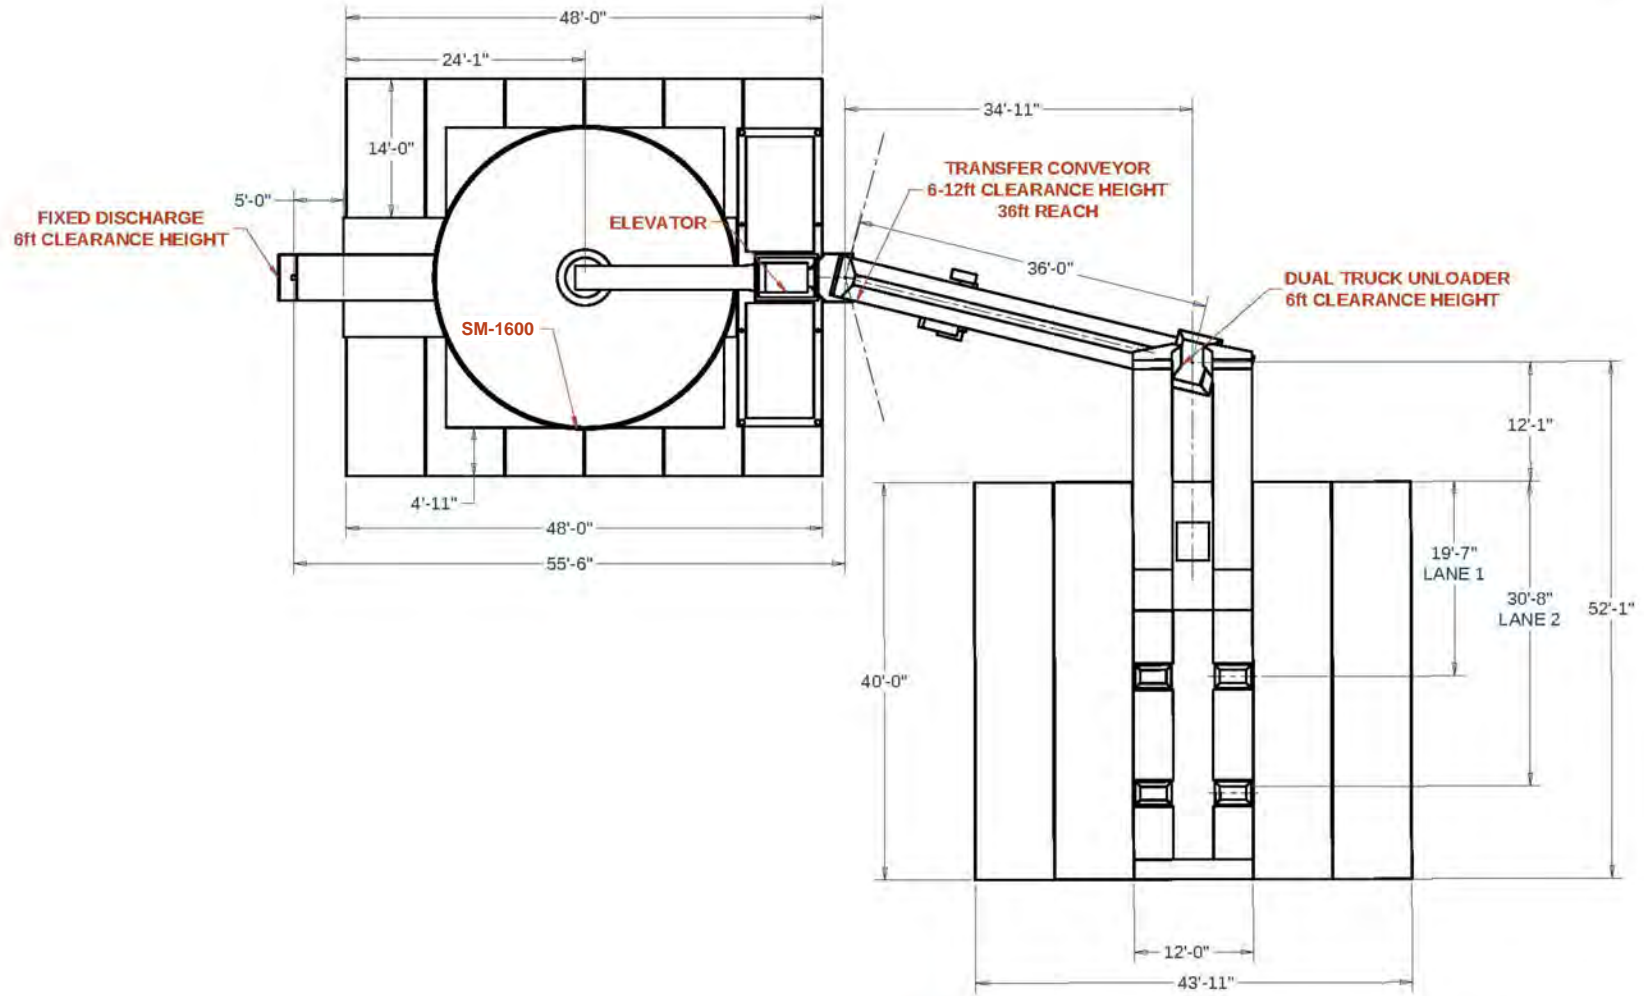 48'-0"
24'-1"
34'-11"
14'-0"
TRANSFER CONVEYOR
6-12ft CLEARANCE HEIGHT
36ft REACH
5'-0"
FIXED DISCHARGE
6ft CLEARANCE HEIGHT
ELEVATOR
36'-0"
DUAL TRUCK UNLOADER
6ft CLEARANCE HEIGHT
SM-1600
12'-1"
4'-11"
48'-0"
55'-6"
19'-7"
LANE 1
30'-8"
LANE 2
52'-1"
40'-0"
12'-0"
43'-11"